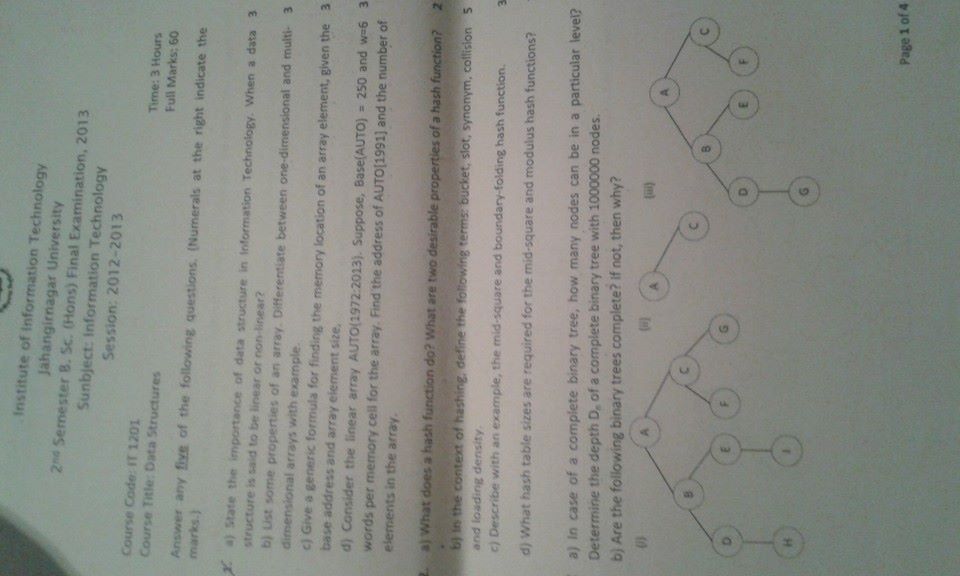 Institute of Information Technology
Jahangirnagar University
2nd Semester B. Sc. (Hons) Final Examination, 2013
Suenbject: Information Technology
Session: 2012–2013
Course Code: IT 1201
Course Title: Data Structures
Time: 3 Hours
Full Marks: 60
Answer any five of the following questions. (Numerals at the right indicate the
marks.)
a) State the importance of data structure in Information Technology. When a data 3
structure is said to be linear or non-linear?
b) List some properties of an array. Differentiate between one-dimensional and multi- 3
dimensional arrays with example.
c) Give a generic formula for finding the memory location of an array element, given the 3
base address and array element size.
d) Consider the linear array AUTO(1972:2013). Suppose, Base(AUTO) = 250 and w=6 3
words per memory cell for the array. Find the address of AUTO[1991] and the number of
elements in the array.
2. a) What does a hash function do? What are two desirable properties of a hash function? 2
b) In the context of hashing, define the following terms: bucket, slot, synonym, collision 5
and loading density.
c) Describe with an example, the mid-square and boundary-folding hash function. 3
d) What hash table sizes are required for the mid-square and modulus hash functions?
a) In case of a complete binary tree, how many nodes can be in a particular level?
Determine the depth Dn of a complete binary tree with 1000000 nodes.
b) Are the following binary trees complete? If not, then why?
(i) (ii) (iii)
A
B C
D E F G
H I
A
C
A
B C
D E F
G
Page 1 of 4